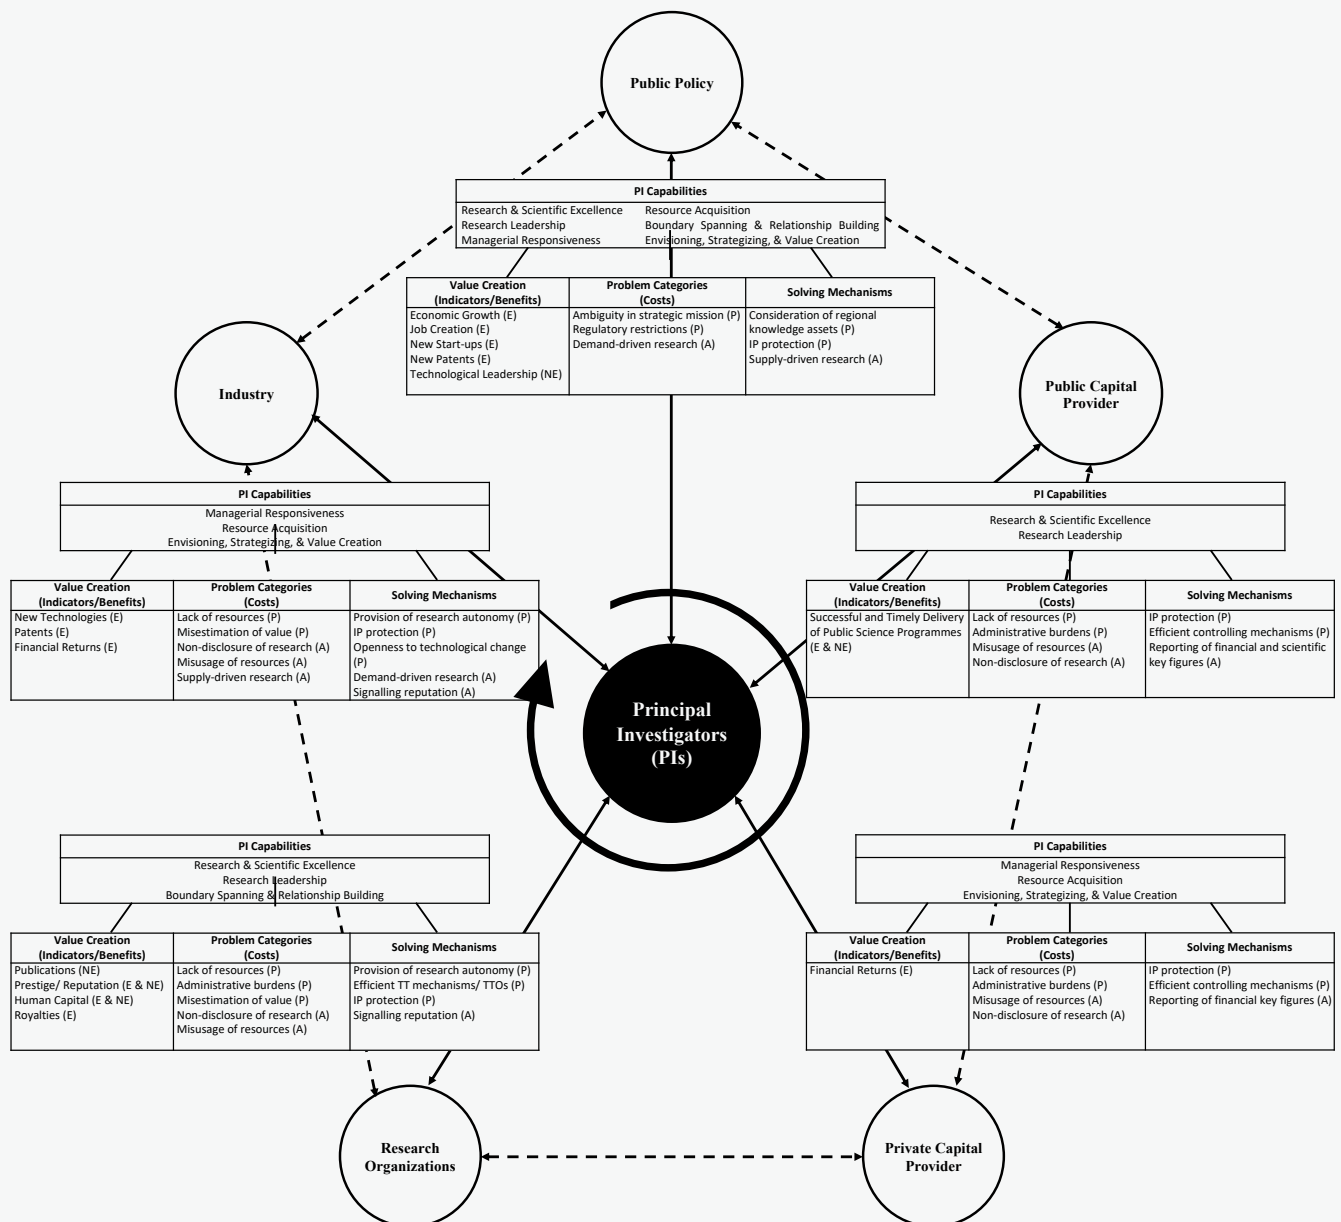 Public Policy
PI Capabilities
Research & Scientific Excellence Resource Acquisition
Research Leadership Boundary Spanning & Relationship Building
Managerial Responsiveness Envisioning, Strategizing, & Value Creation
Value Creation
(Indicators/Benefits)
Economic Growth (E)
Job Creation (E)
New Start-ups (E)
New Patents (E)
Technological Leadership (NE)
Problem Categories
(Costs)
Ambiguity in strategic mission (P)
Regulatory restrictions (P)
Demand-driven research (A)
Solving Mechanisms
Consideration of regional
knowledge assets (P)
IP protection (P)
Supply-driven research (A)
Industry
PI Capabilities
Managerial Responsiveness
Resource Acquisition
Envisioning, Strategizing, & Value Creation
Value Creation
(Indicators/Benefits)
New Technologies (E)
Patents (E)
Financial Returns (E)
Problem Categories
(Costs)
Lack of resources (P)
Misestimation of value (P)
Non-disclosure of research (A)
Misusage of resources (A)
Supply-driven research (A)
Solving Mechanisms
Provision of research autonomy (P)
IP protection (P)
Openness to technological change
(P)
Demand-driven research (A)
Signalling reputation (A)
Public Capital
Provider
PI Capabilities
Research & Scientific Excellence
Research Leadership
Value Creation
(Indicators/Benefits)
Successful and Timely Delivery
of Public Science Programmes
(E & NE)
Problem Categories
(Costs)
Lack of resources (P)
Administrative burdens (P)
Misusage of resources (A)
Non-disclosure of research (A)
Solving Mechanisms
IP protection (P)
Efficient controlling mechanisms (P)
Reporting of financial and scientific
key figures (A)
Principal
Investigators
(PIs)
PI Capabilities
Research & Scientific Excellence
Research Leadership
Boundary Spanning & Relationship Building
Value Creation
(Indicators/Benefits)
Publications (NE)
Prestige/ Reputation (E & NE)
Human Capital (E & NE)
Royalties (E)
Problem Categories
(Costs)
Lack of resources (P)
Administrative burdens (P)
Misestimation of value (P)
Non-disclosure of research (A)
Misusage of resources (A)
Solving Mechanisms
Provision of research autonomy (P)
Efficient TT mechanisms/ TTOs (P)
IP protection (P)
Signalling reputation (A)
Research
Organizations
PI Capabilities
Managerial Responsiveness
Resource Acquisition
Envisioning, Strategizing, & Value Creation
Value Creation
(Indicators/Benefits)
Financial Returns (E)
Problem Categories
(Costs)
Lack of resources (P)
Administrative burdens (P)
Misusage of resources (A)
Non-disclosure of research (A)
Solving Mechanisms
IP protection (P)
Efficient controlling mechanisms (P)
Reporting of financial key figures (A)
Private Capital
Provider